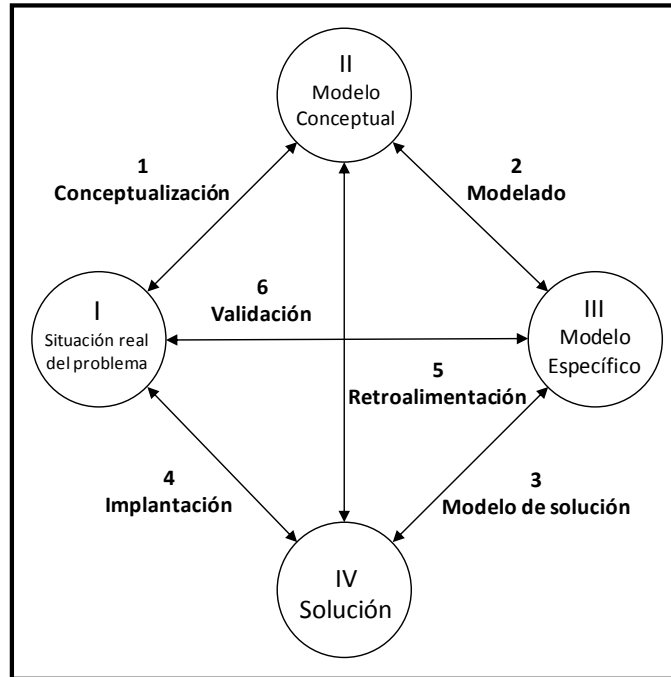 II
Modelo
Conceptual
1
Conceptualización
2
Modelado
I
Situación real
del problema
6
Validación
III
Modelo
Específico
5
Retroalimentación
4
Implantación
3
Modelo de solución
IV
Solución